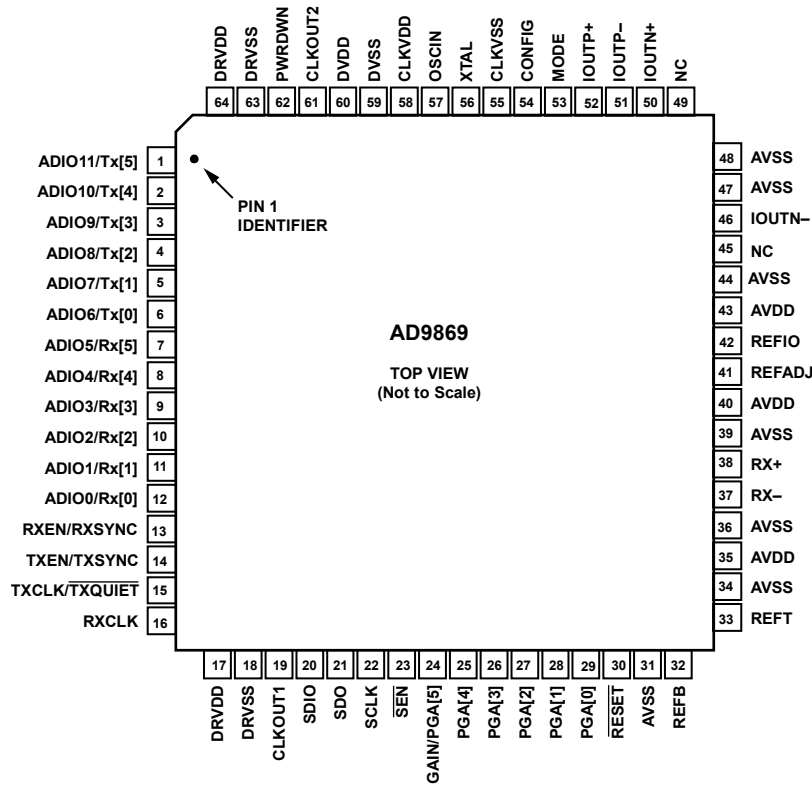 DRVDD
DRVSS
PWRDWN
CLKOUT2
DVDD
DVSS
CLKVDD
OSCIN
XTAL
CLKVSS
CONFIG
MODE
IOUTP+
IOUTP–
IOUTN+
NC
64 63 62 61 60 59 58 57 56 55 54 53 52 51 50 49
ADIO11/Tx[5] 1
ADIO10/Tx[4] 2
ADIO9/Tx[3] 3
ADIO8/Tx[2] 4
ADIO7/Tx[1] 5
ADIO6/Tx[0] 6
ADIO5/Rx[5] 7
ADIO4/Rx[4] 8
ADIO3/Rx[3] 9
ADIO2/Rx[2] 10
ADIO1/Rx[1] 11
ADIO0/Rx[0] 12
RXEN/RXSYNC 13
TXEN/TXSYNC 14
TXCLK/TXQUIET 15
RXCLK 16
PIN 1
IDENTIFIER
AD9869
TOP VIEW
(Not to Scale)
48 AVSS
47 AVSS
46 IOUTN–
45 NC
44 AVSS
43 AVDD
42 REFIO
41 REFADJ
40 AVDD
39 AVSS
38 RX+
37 RX–
36 AVSS
35 AVDD
34 AVSS
33 REFT
17 18 19 20 21 22 23 24 25 26 27 28 29 30 31 32
DRVDD
DRVSS
CLKOUT1
SDIO
SDO
SCLK
SEN
GAIN/PGA[5]
PGA[4]
PGA[3]
PGA[2]
PGA[1]
PGA[0]
RESET
AVSS
REFB